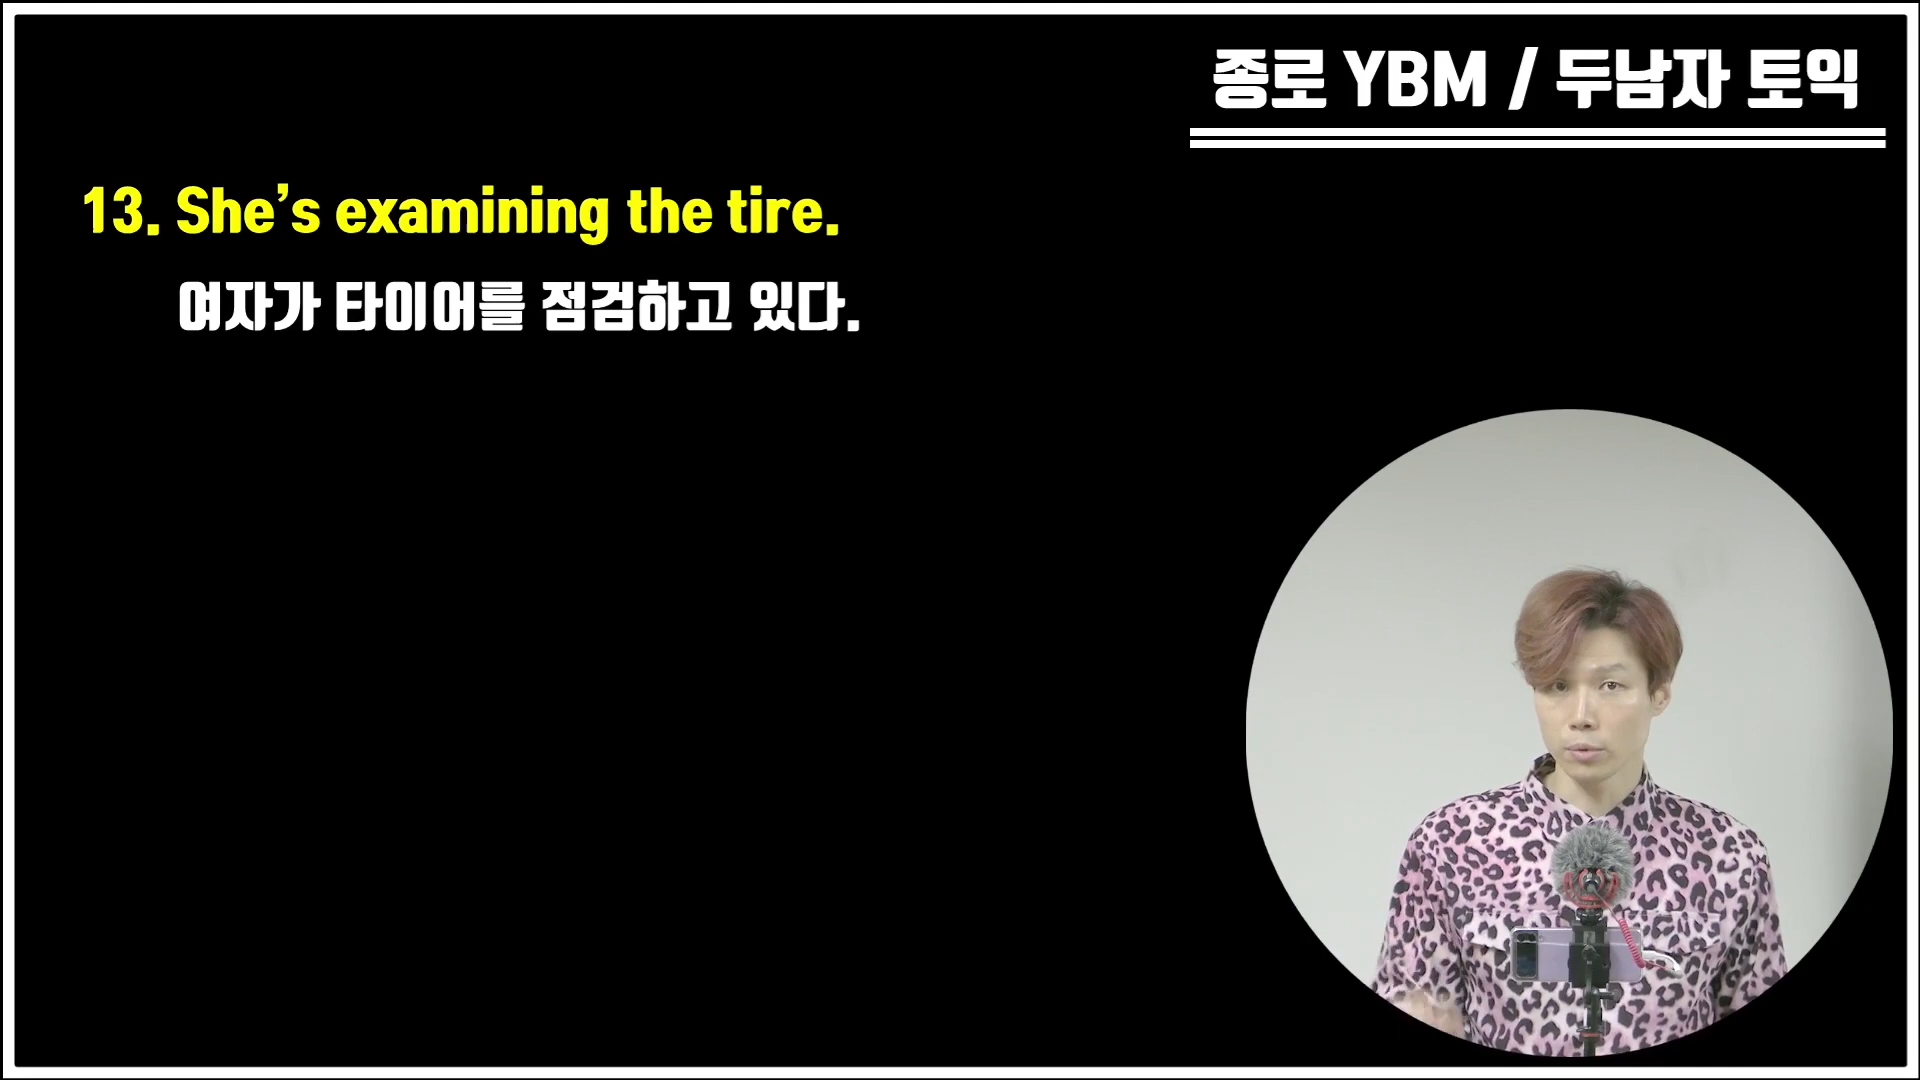 종로 YBM / 두남자 토익
13. She’s examining the tire.
여자가 타이어를 점검하고 있다.